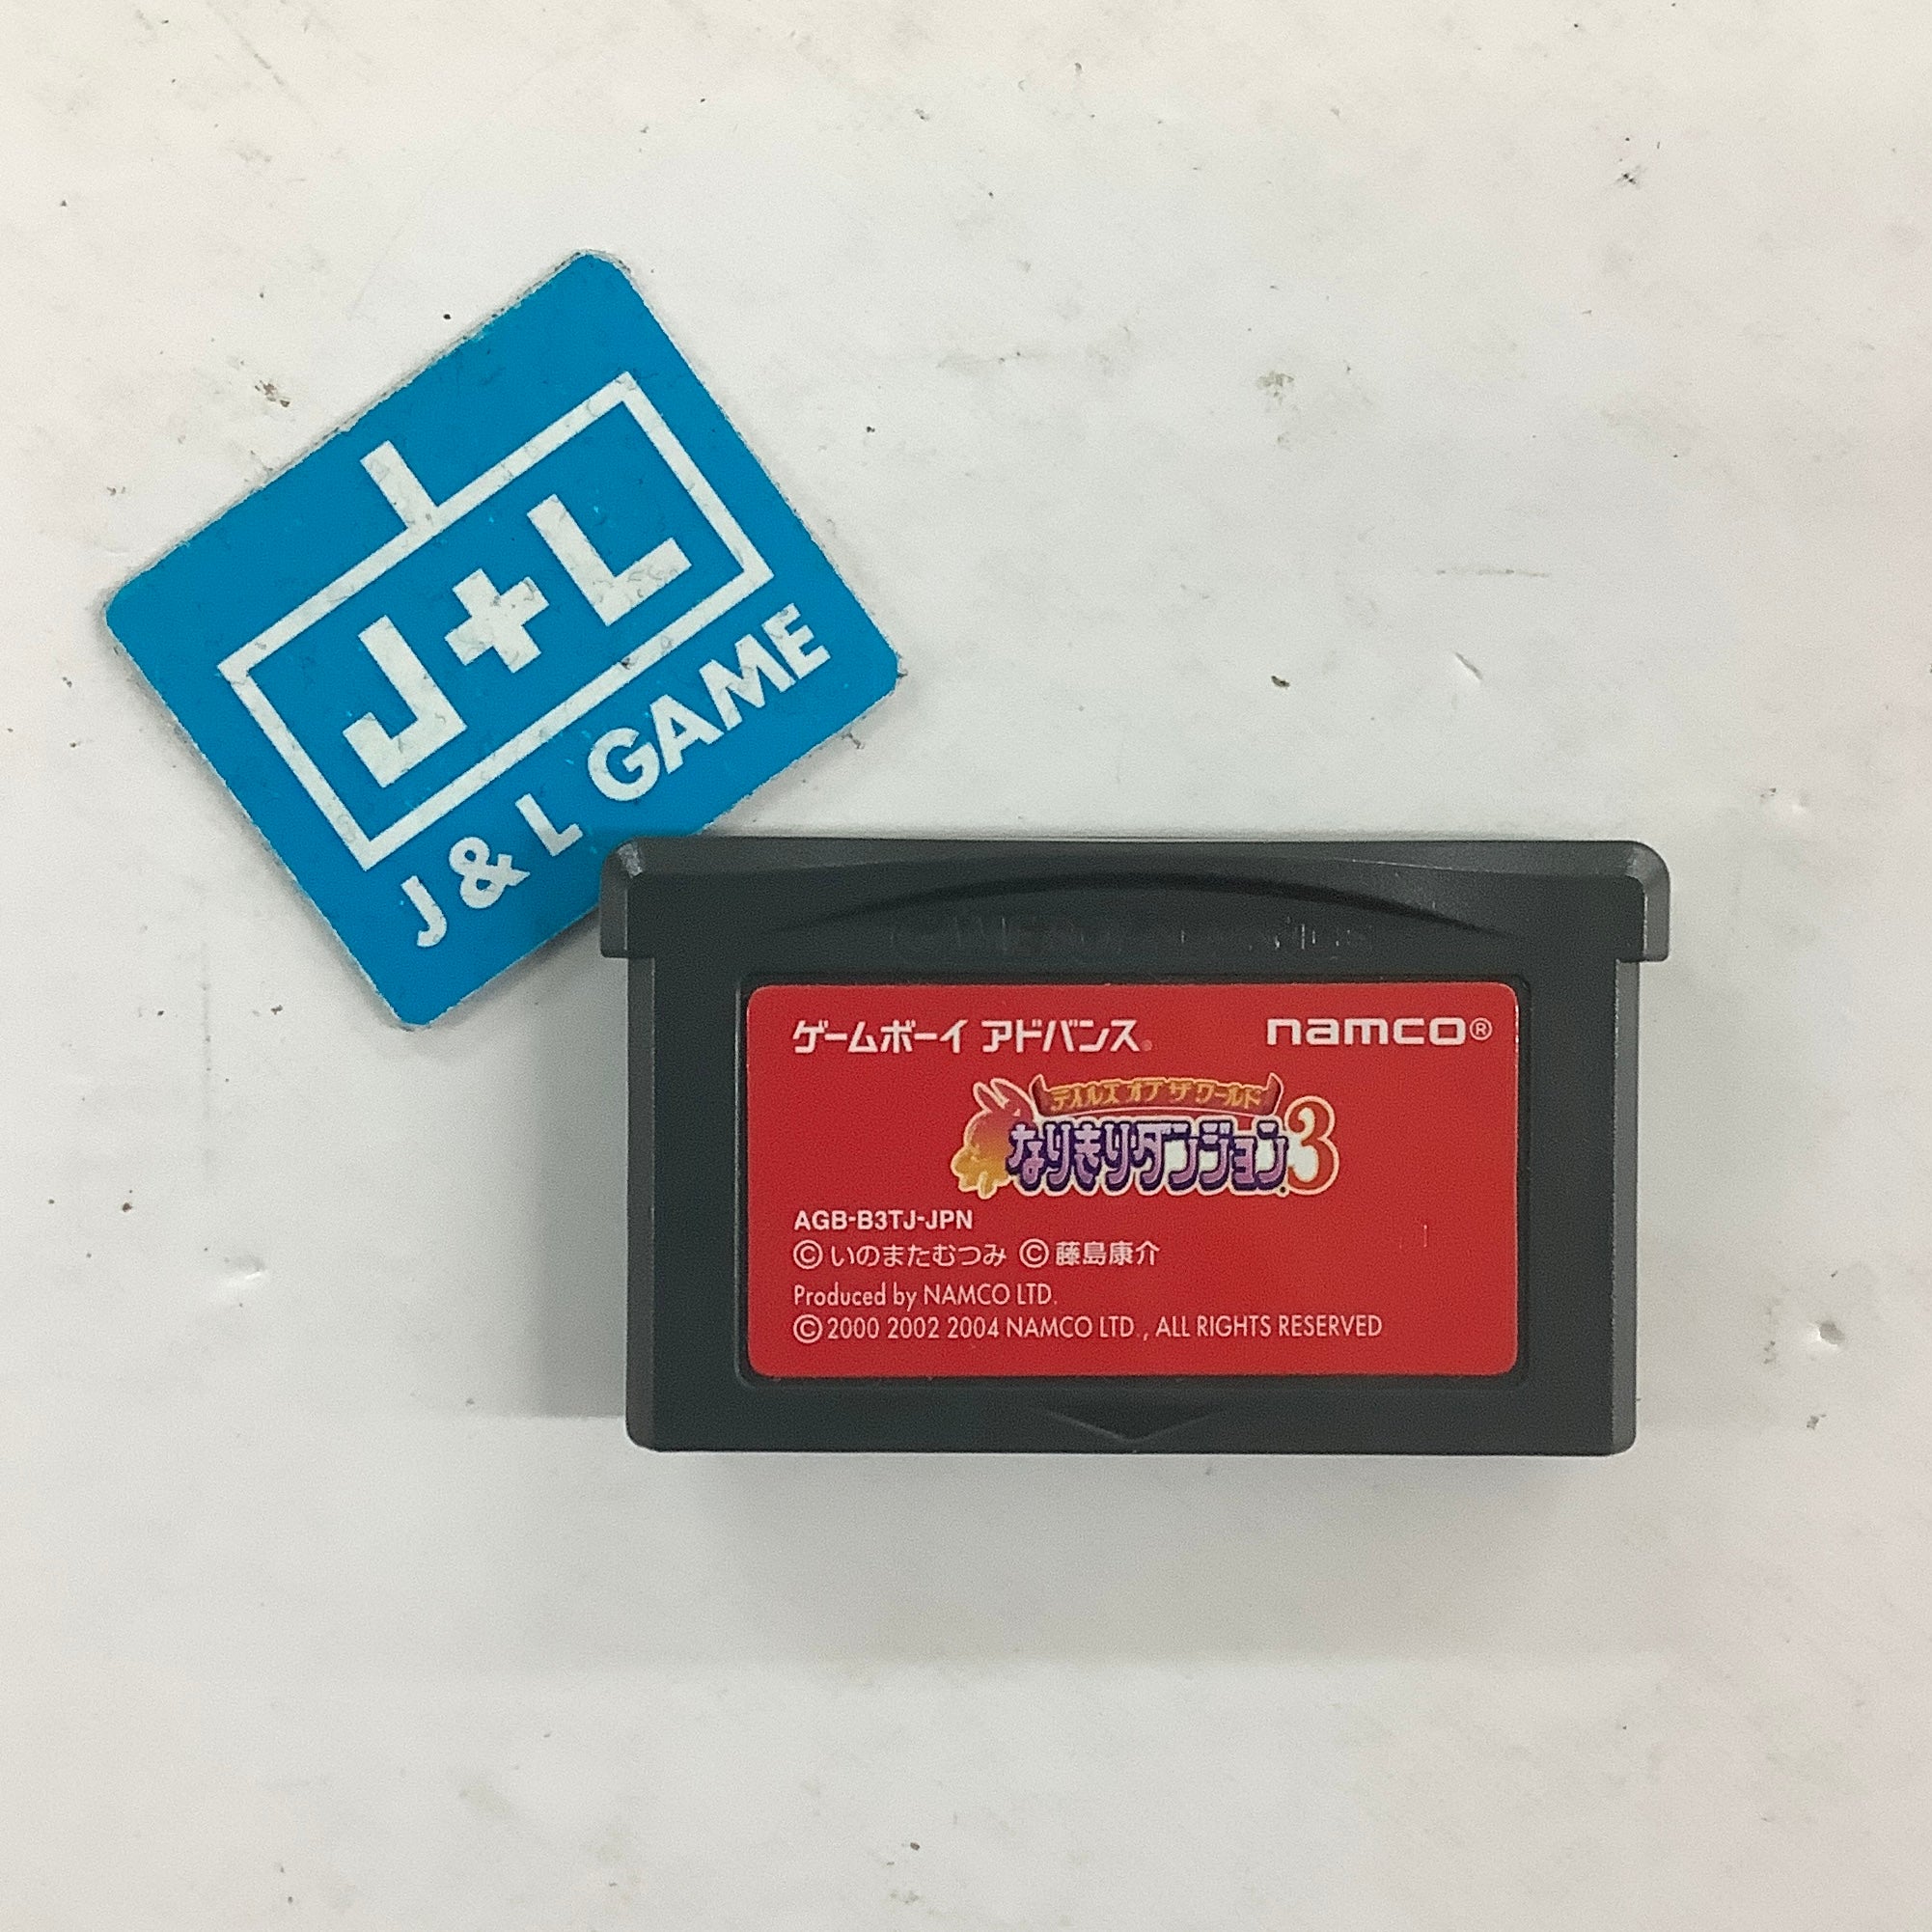 J+L
J & L GAME
ゲームボーイ アドバンス
namco®
テイルズ オブ ザ ワールド
なりきりダンジョン3
AGB-B3TJ-JPN
©いのまたむつみ ©藤島康介
Produced by NAMCO LTD.
©2000 2002 2004 NAMCO LTD., ALL RIGHTS RESERVED